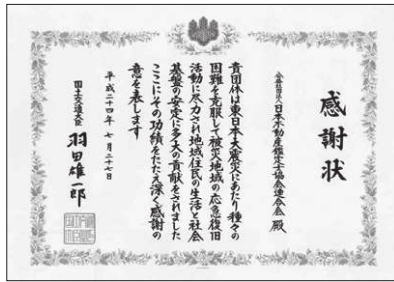 感謝状
公益社団法人日本不動産鑑定士協会連合会 殿
貴団体は東日本大震災にあたり種々の
困難を克服して被災地域の応急復旧
活動に尽力され地域住民の生活と社会
基盤の安定に多大の貢献をされました
ここにその功績をたたえ深く感謝の
意を表します
平成二十四年 七月二十七日
国土交通大臣 羽田雄一郎